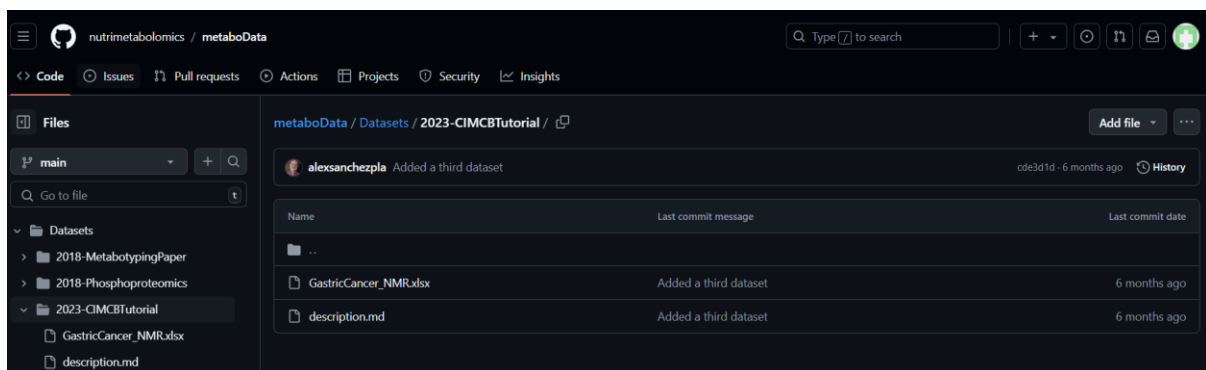 nutrimetabolomics / metaboData
Type / to search
Code Issues Pull requests Actions Projects Security Insights
Files
main
Go to file t
Datasets
2018-MetabotypingPaper
2018-Phosphoproteomics
2023-CIMCBTutorial
GastricCancer_NMR.xlsx
description.md
metaboData / Datasets / 2023-CIMCBTutorial /
Add file
alexsanchezpla Added a third dataset cde3d1d · 6 months ago History
Name Last commit message Last commit date
..
GastricCancer_NMR.xlsx Added a third dataset 6 months ago
description.md Added a third dataset 6 months ago